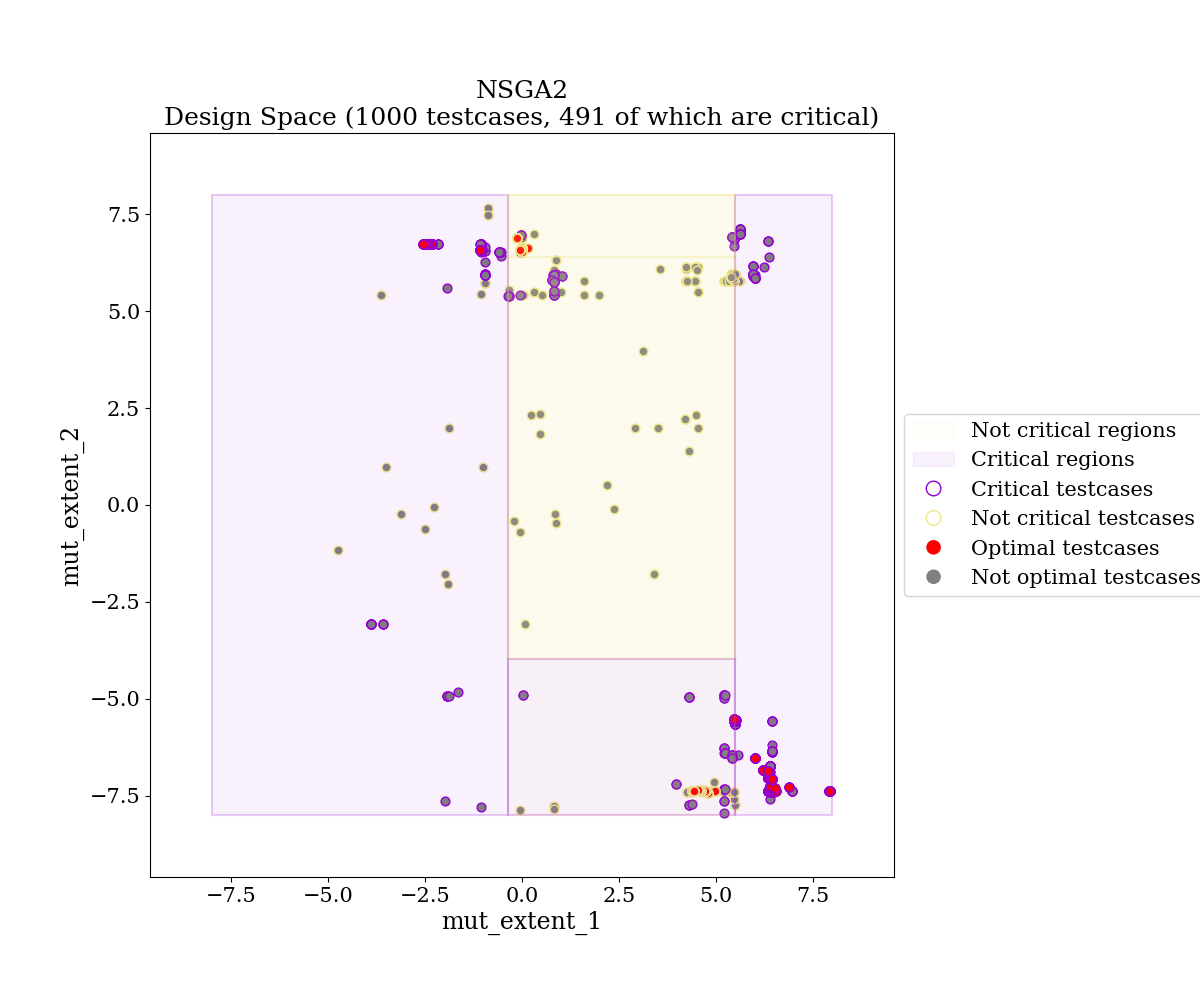 NSGA2
Design Space (1000 testcases, 491 of which are critical)
7.5
5.0
2.5
0.0
−2.5
−5.0
−7.5
mut_extent_2
−7.5 −5.0 −2.5 0.0 2.5 5.0 7.5
mut_extent_1
Not critical regions
Critical regions
Critical testcases
Not critical testcases
Optimal testcases
Not optimal testcases